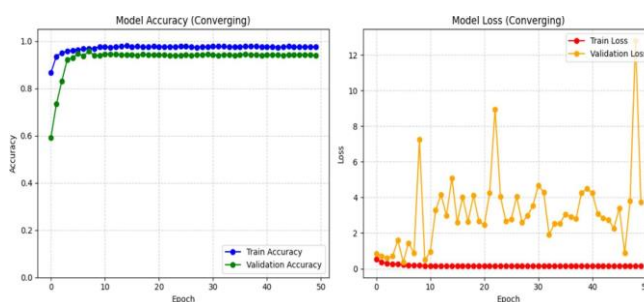 Model Accuracy (Converging)
1.0
0.8
0.6
0.4
0.2
0.0
Accuracy
0
10
20
30
40
50
Epoch
Train Accuracy
Validation Accuracy
Model Loss (Converging)
12
10
8
6
4
2
0
Loss
0
10
20
30
40
Epoch
Train Loss
Validation Loss